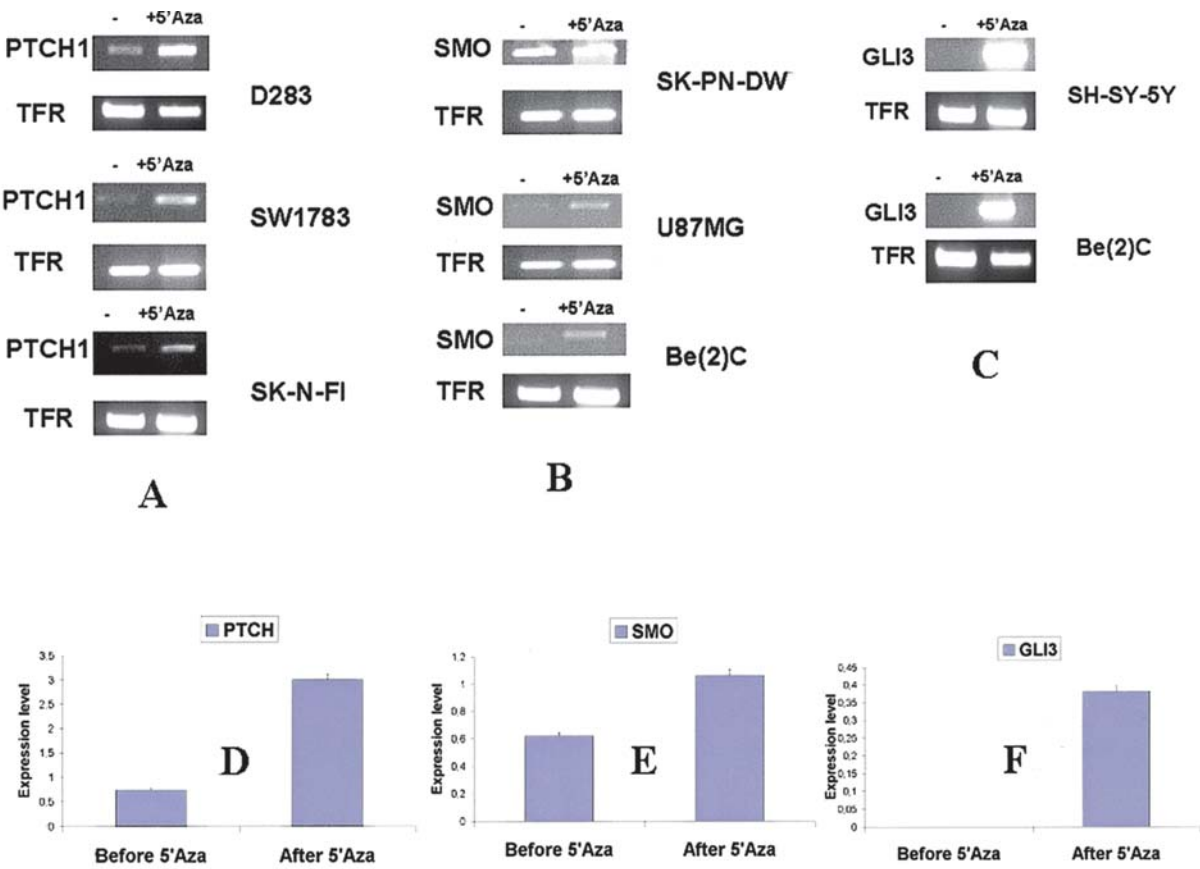 - +5'Aza
PTCH1
TFR
D283
- +5'Aza
PTCH1
TFR
SW1783
- +5'Aza
PTCH1
TFR
SK-N-FI
A
- +5'Aza
SMO
TFR
SK-PN-DW
- +5'Aza
SMO
TFR
U87MG
- +5'Aza
SMO
TFR
Be(2)C
B
- +5'Aza
GLI3
TFR
SH-SY-5Y
- +5'Aza
GLI3
TFR
Be(2)C
C
PTCH
Expression level
3.5
3
2.5
2
1.5
1
0.5
0
D
Before 5'Aza After 5'Aza
SMO
Expression level
1.2
1
0.8
0.6
0.4
0.2
0
E
Before 5'Aza After 5'Aza
GLI3
Expression level
0,45
0,4
0,35
0,3
0,25
0,2
0,15
0,1
0,05
0
F
Before 5'Aza After 5'Aza